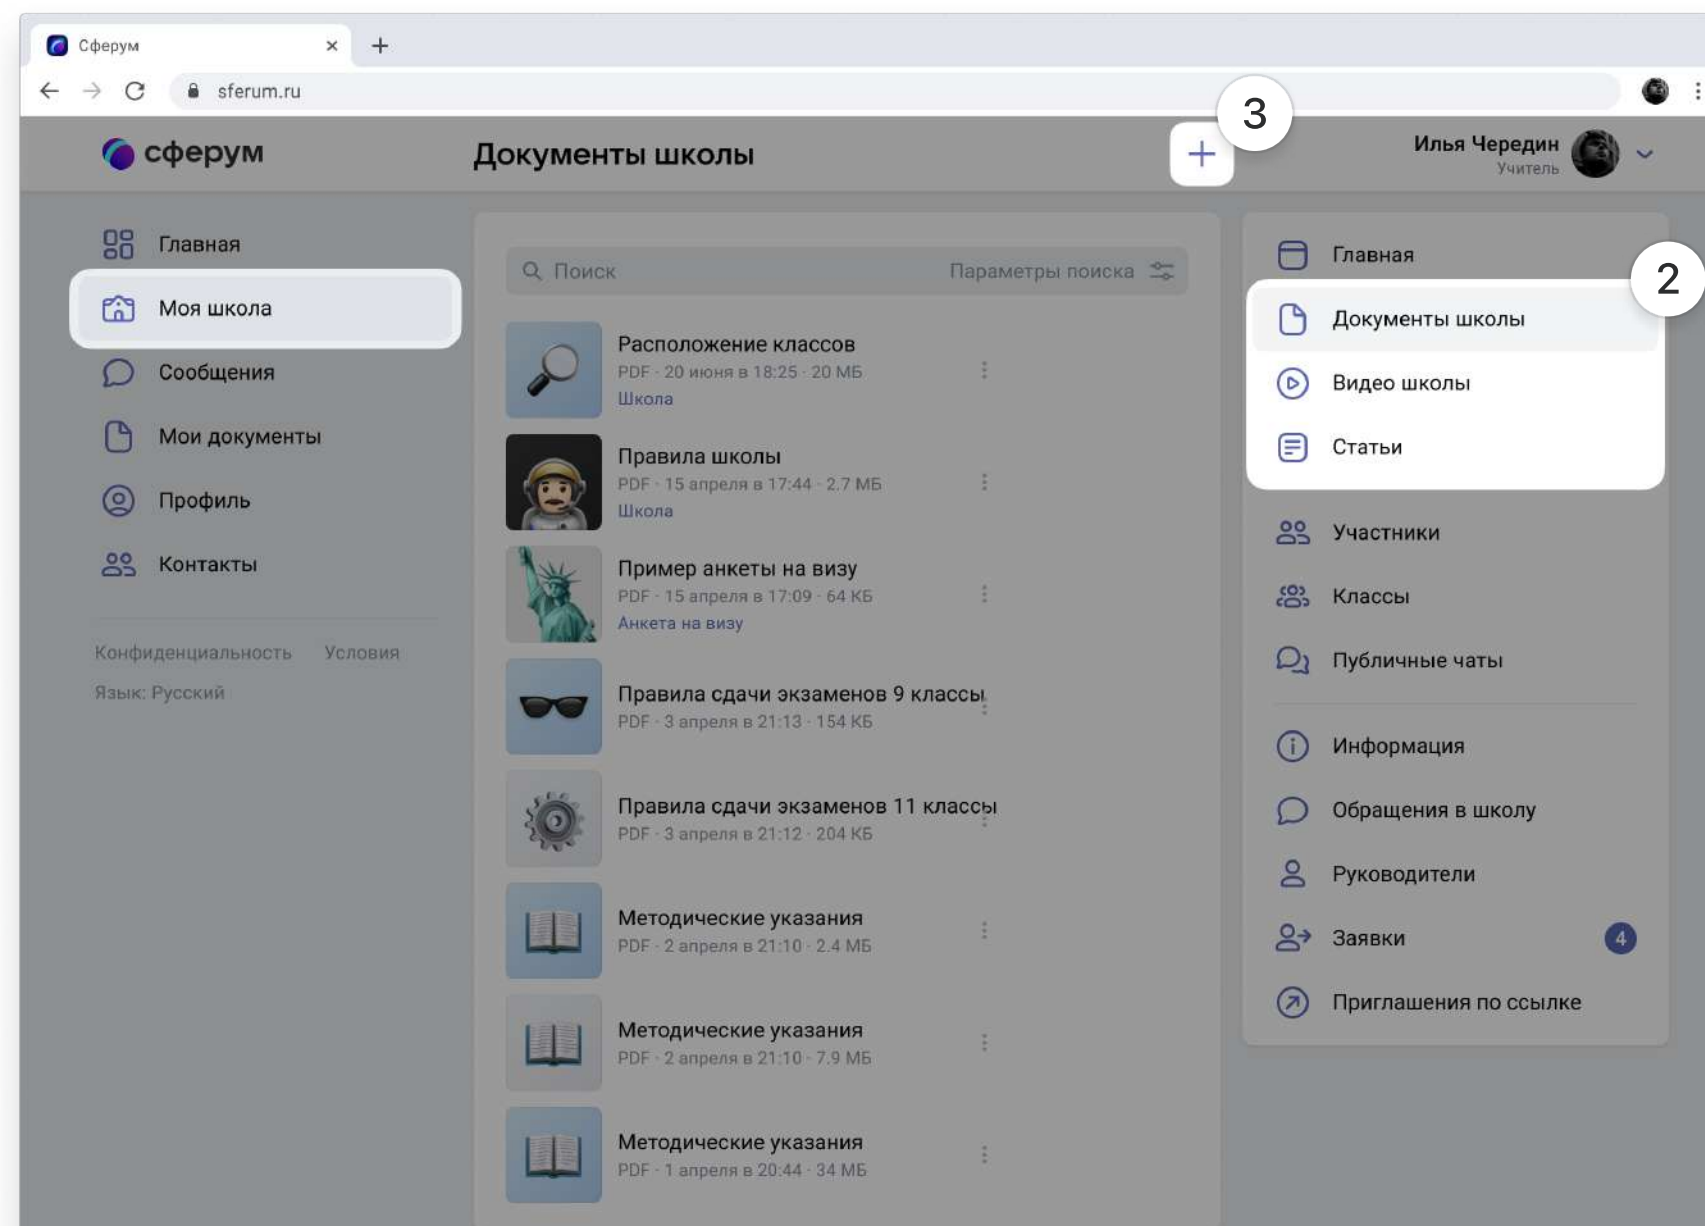 Сферум
sferum.ru
3
сферум
Документы школы
Илья Чередин
Учитель
Главная
Моя школа
Сообщения
Мои документы
Профиль
Контакты
Конфиденциальность Условия
Язык: Русский
Поиск Параметры поиска
Расположение классов
PDF · 20 июня в 18:25 · 20 МБ
Школа
Правила школы
PDF · 15 апреля в 17:44 · 2.7 МБ
Школа
Пример анкеты на визу
PDF · 15 апреля в 17:09 · 64 КБ
Анкета на визу
Правила сдачи экзаменов 9 классы
PDF · 3 апреля в 21:13 · 154 КБ
Правила сдачи экзаменов 11 классы
PDF · 3 апреля в 21:12 · 204 КБ
Методические указания
PDF · 2 апреля в 21:10 · 2.4 МБ
Методические указания
PDF · 2 апреля в 21:10 · 7.9 МБ
Методические указания
PDF · 1 апреля в 20:44 · 34 МБ
Главная
2
Документы школы
Видео школы
Статьи
Участники
Классы
Публичные чаты
Информация
Обращения в школу
Руководители
Заявки 4
Приглашения по ссылке